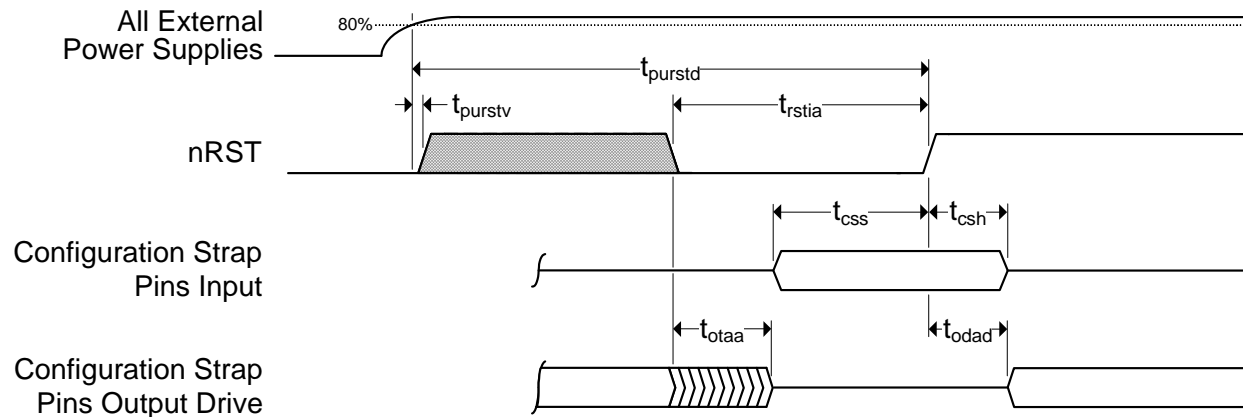 All External
Power Supplies
80%
tpurstd
tpurstv
trstia
nRST
tcss
tcsh
Configuration Strap
Pins Input
totaa
todad
Configuration Strap
Pins Output Drive